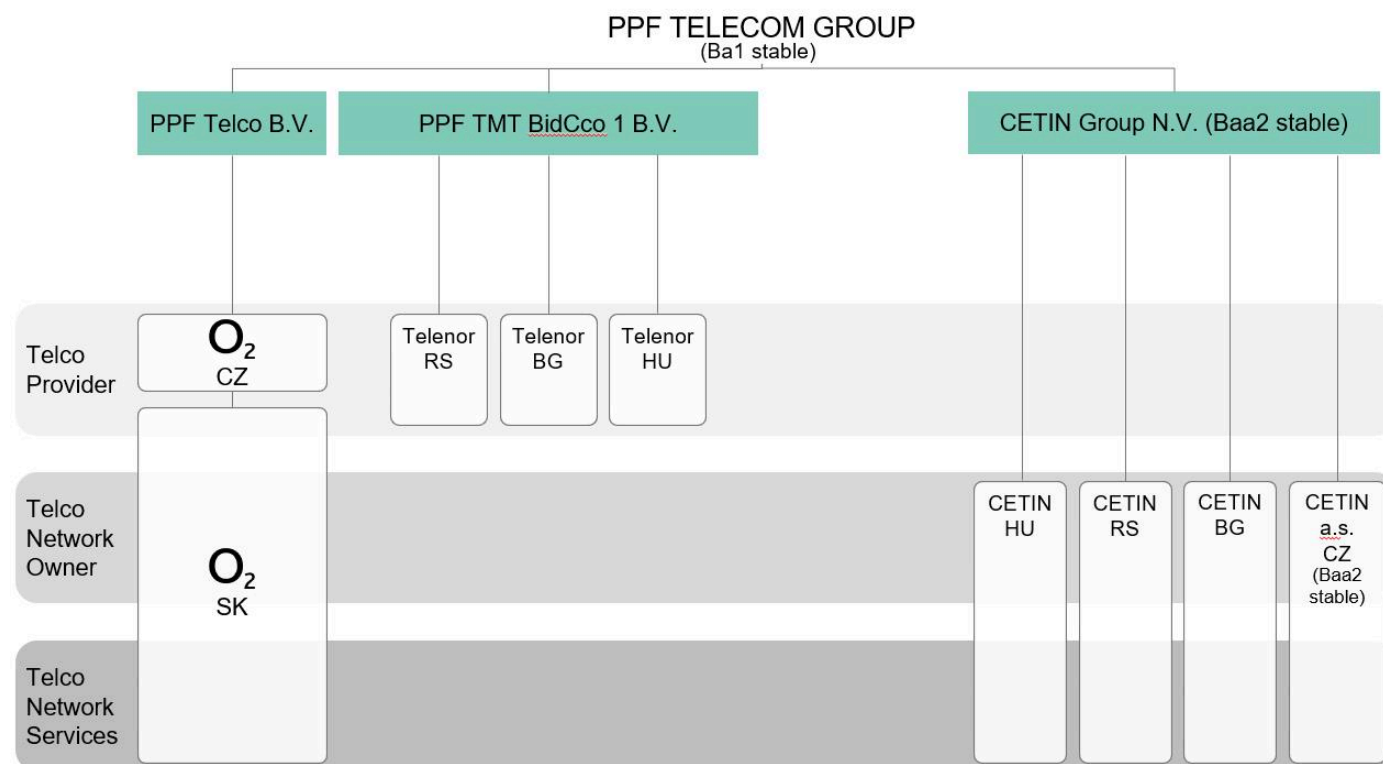 PPF TELECOM GROUP
(Ba1 stable)
PPF Telco B.V.
PPF TMT BidCco 1 B.V.
CETIN Group N.V. (Baa2 stable)
Telco
Provider
O2
CZ
Telenor
RS
Telenor
BG
Telenor
HU
Telco
Network
Owner
O2
SK
CETIN
HU
CETIN
RS
CETIN
BG
CETIN
a.s.
CZ
(Baa2
stable)
Telco
Network
Services